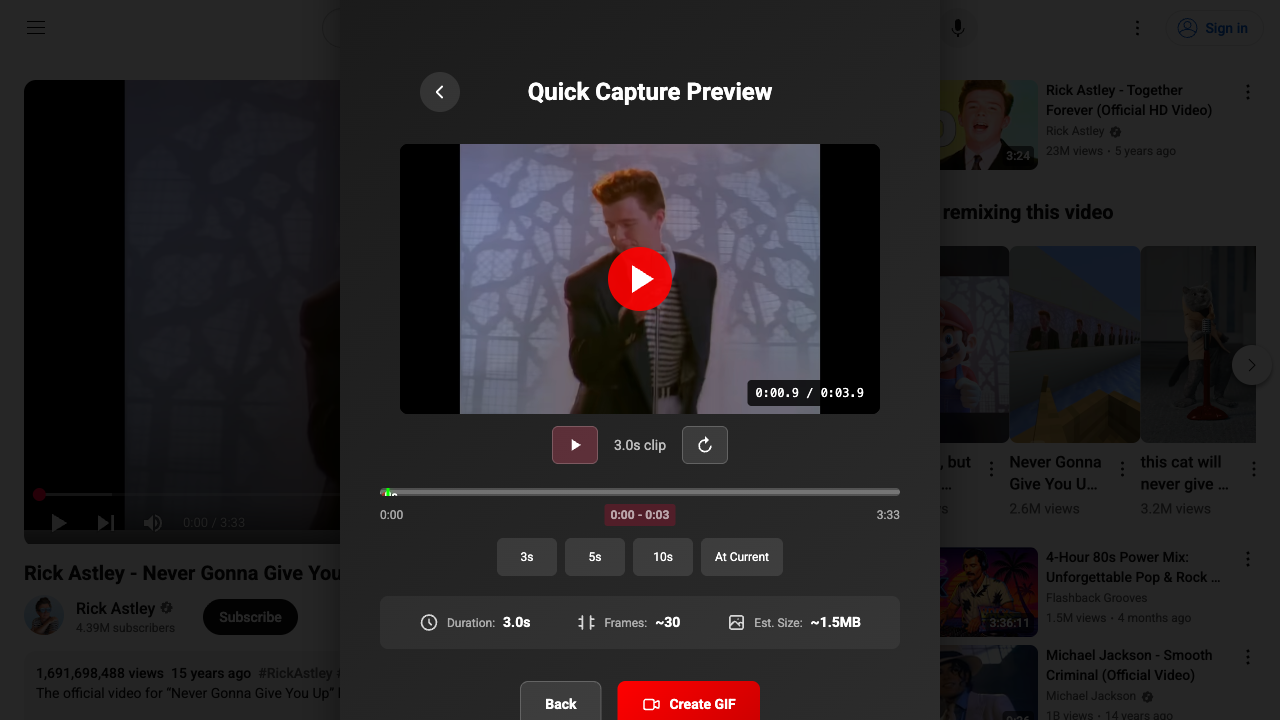 Sign in
Quick Capture Preview
0:00.9 / 0:03.9
3.0s clip
0:00
0:00 - 0:03
3:33
3s
5s
10s
At Current
Duration: 3.0s
Frames: ~30
Est. Size: ~1.5MB
Back
Create GIF
0:00 / 3:33
Rick Astley - Never Gonna Give You
Rick Astley
4.39M subscribers
Subscribe
1,691,698,488 views 15 years ago #RickAstley
The official video for “Never Gonna Give You Up”
3:24
Rick Astley - Together
Forever (Official HD Video)
Rick Astley
23M views • 5 years ago
remixing this video
, but
Never Gonna
Give You U...
2.6M views
this cat will
never give ...
3.2M views
3:36:11
4-Hour 80s Power Mix:
Unforgettable Pop & Rock ...
Flashback Grooves
1.5M views • 4 months ago
Michael Jackson - Smooth
Criminal (Official Video)
Michael Jackson
1B views • 14 years ago